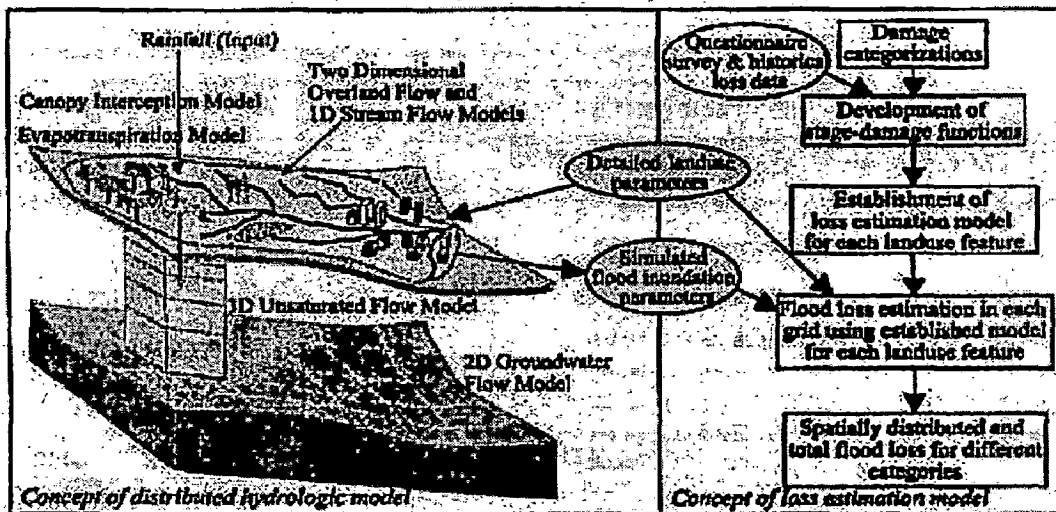 Rainfall (Input)
Two Dimensional
Overland Flow and
1D Stream Flow Models
Canopy Interception Model
Evapotranspiration Model
1D Unsaturated Flow Model
2D Groundwater
Flow Model
Concept of distributed hydrologic model
Detailed landuse
parameters
Simulated
flood inundation
parameters
Questionnaire
survey & historical
loss data
Damage
categorizations
Development of
stage-damage functions
Establishment of
loss estimation model
for each landuse feature
Flood loss estimation in each
grid using established model
for each landuse feature
Spatially distributed and
total flood loss for different
categories
Concept of loss estimation model